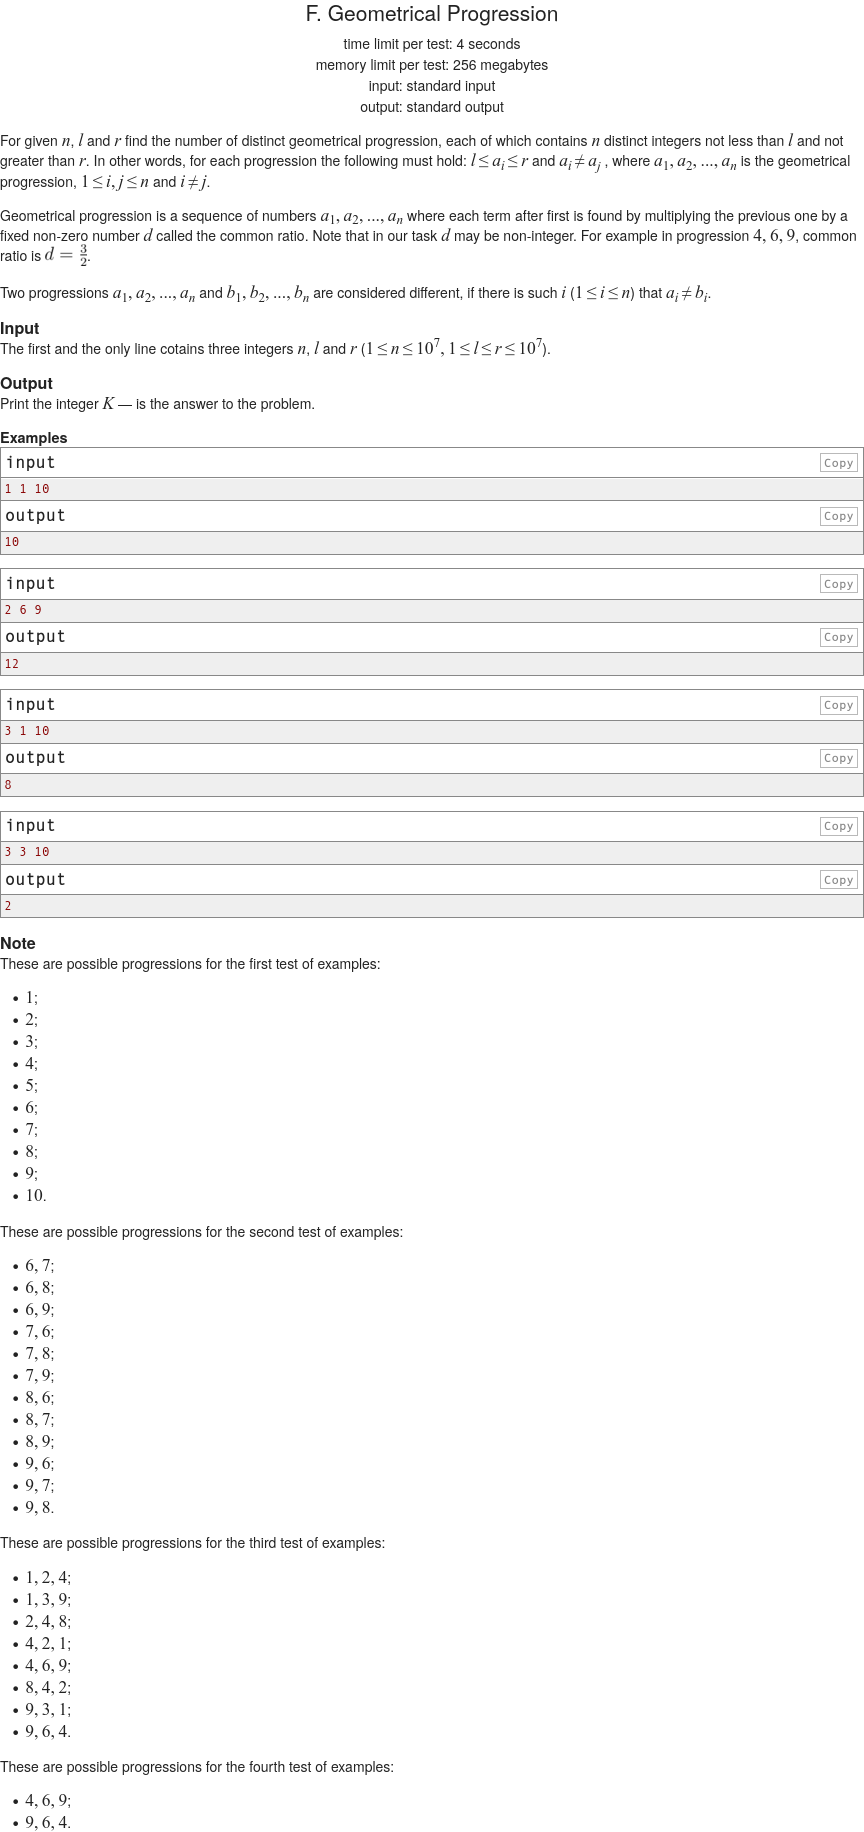 F. Geometrical Progression
time limit per test: 4 seconds
memory limit per test: 256 megabytes
input: standard input
output: standard output
For given n, l and r find the number of distinct geometrical progression, each of which contains n distinct integers not less than l and not
greater than r. In other words, for each progression the following must hold: l ≤ a_i ≤ r and a_i ≠ a_j , where a_1, a_2, ..., a_n is the geometrical
progression, 1 ≤ i, j ≤ n and i ≠ j.
Geometrical progression is a sequence of numbers a_1, a_2, ..., a_n where each term after first is found by multiplying the previous one by a
fixed non-zero number d called the common ratio. Note that in our task d may be non-integer. For example in progression 4, 6, 9, common
ratio is d = 3/2.
Two progressions a_1, a_2, ..., a_n and b_1, b_2, ..., b_n are considered different, if there is such i (1 ≤ i ≤ n) that a_i ≠ b_i.
Input
The first and the only line cotains three integers n, l and r (1 ≤ n ≤ 10^7, 1 ≤ l ≤ r ≤ 10^7).
Output
Print the integer K — is the answer to the problem.
Examples
input Copy
1 1 10
output Copy
10
input Copy
2 6 9
output Copy
12
input Copy
3 1 10
output Copy
8
input Copy
3 3 10
output Copy
2
Note
These are possible progressions for the first test of examples:
• 1;
• 2;
• 3;
• 4;
• 5;
• 6;
• 7;
• 8;
• 9;
• 10.
These are possible progressions for the second test of examples:
• 6, 7;
• 6, 8;
• 6, 9;
• 7, 6;
• 7, 8;
• 7, 9;
• 8, 6;
• 8, 7;
• 8, 9;
• 9, 6;
• 9, 7;
• 9, 8.
These are possible progressions for the third test of examples:
• 1, 2, 4;
• 1, 3, 9;
• 2, 4, 8;
• 4, 2, 1;
• 4, 6, 9;
• 8, 4, 2;
• 9, 3, 1;
• 9, 6, 4.
These are possible progressions for the fourth test of examples:
• 4, 6, 9;
• 9, 6, 4.